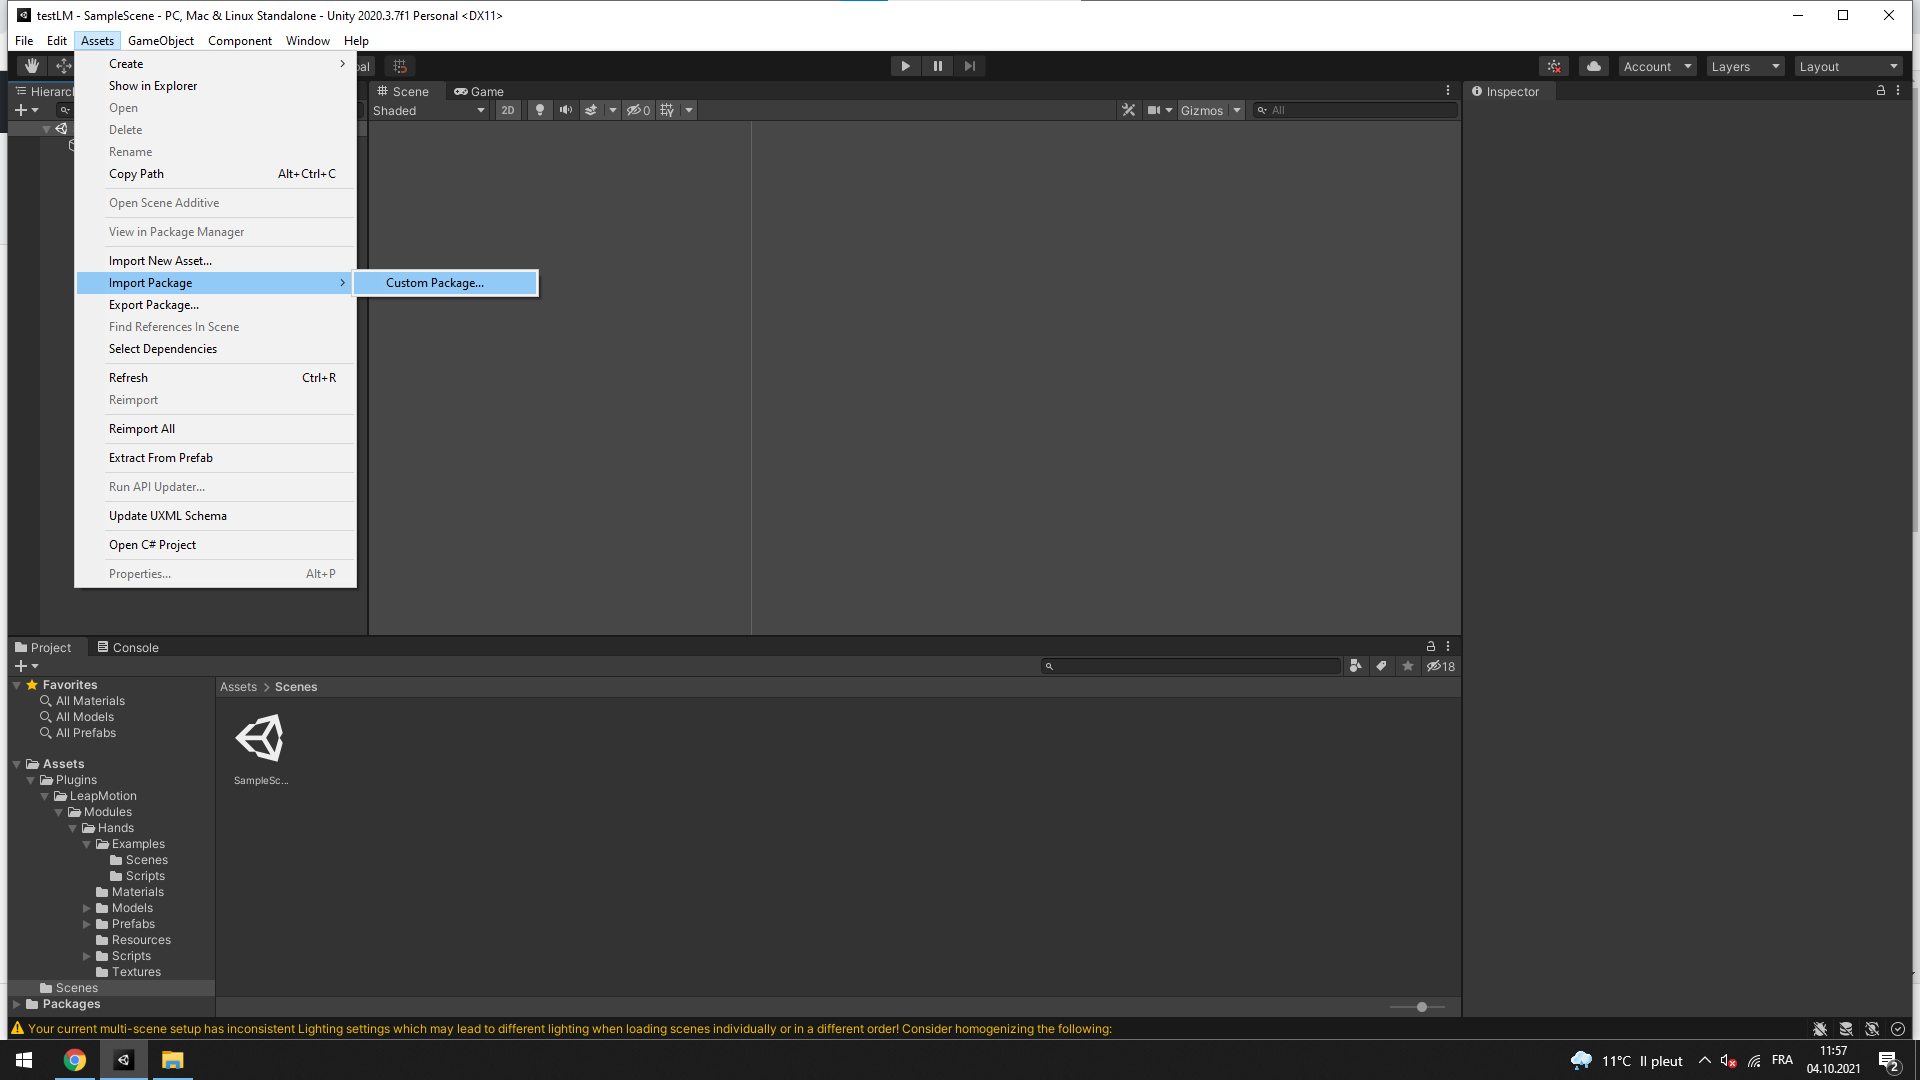 testLM - SampleScene - PC, Mac & Linux Standalone - Unity 2020.3.7f1 Personal <DX11>
File Edit Assets GameObject Component Window Help
Account Layers Layout
Create
Show in Explorer
Open
Delete
Rename
Copy Path Alt+Ctrl+C
Open Scene Additive
View in Package Manager
Import New Asset...
Import Package
Custom Package...
Export Package...
Find References In Scene
Select Dependencies
Refresh Ctrl+R
Reimport
Reimport All
Extract From Prefab
Run API Updater...
Update UXML Schema
Open C# Project
Properties... Alt+P
Hierarch
Scene Game
Shaded 2D 0 Gizmos All
Inspector
Project Console
18
Favorites
All Materials
All Models
All Prefabs
Assets
Plugins
LeapMotion
Modules
Hands
Examples
Scenes
Scripts
Materials
Models
Prefabs
Resources
Scripts
Textures
Scenes
Packages
Assets > Scenes
SampleSc...
Your current multi-scene setup has inconsistent Lighting settings which may lead to different lighting when loading scenes individually or in a different order! Consider homogenizing the following:
11°C Il pleut FRA
11:57
04.10.2021
2